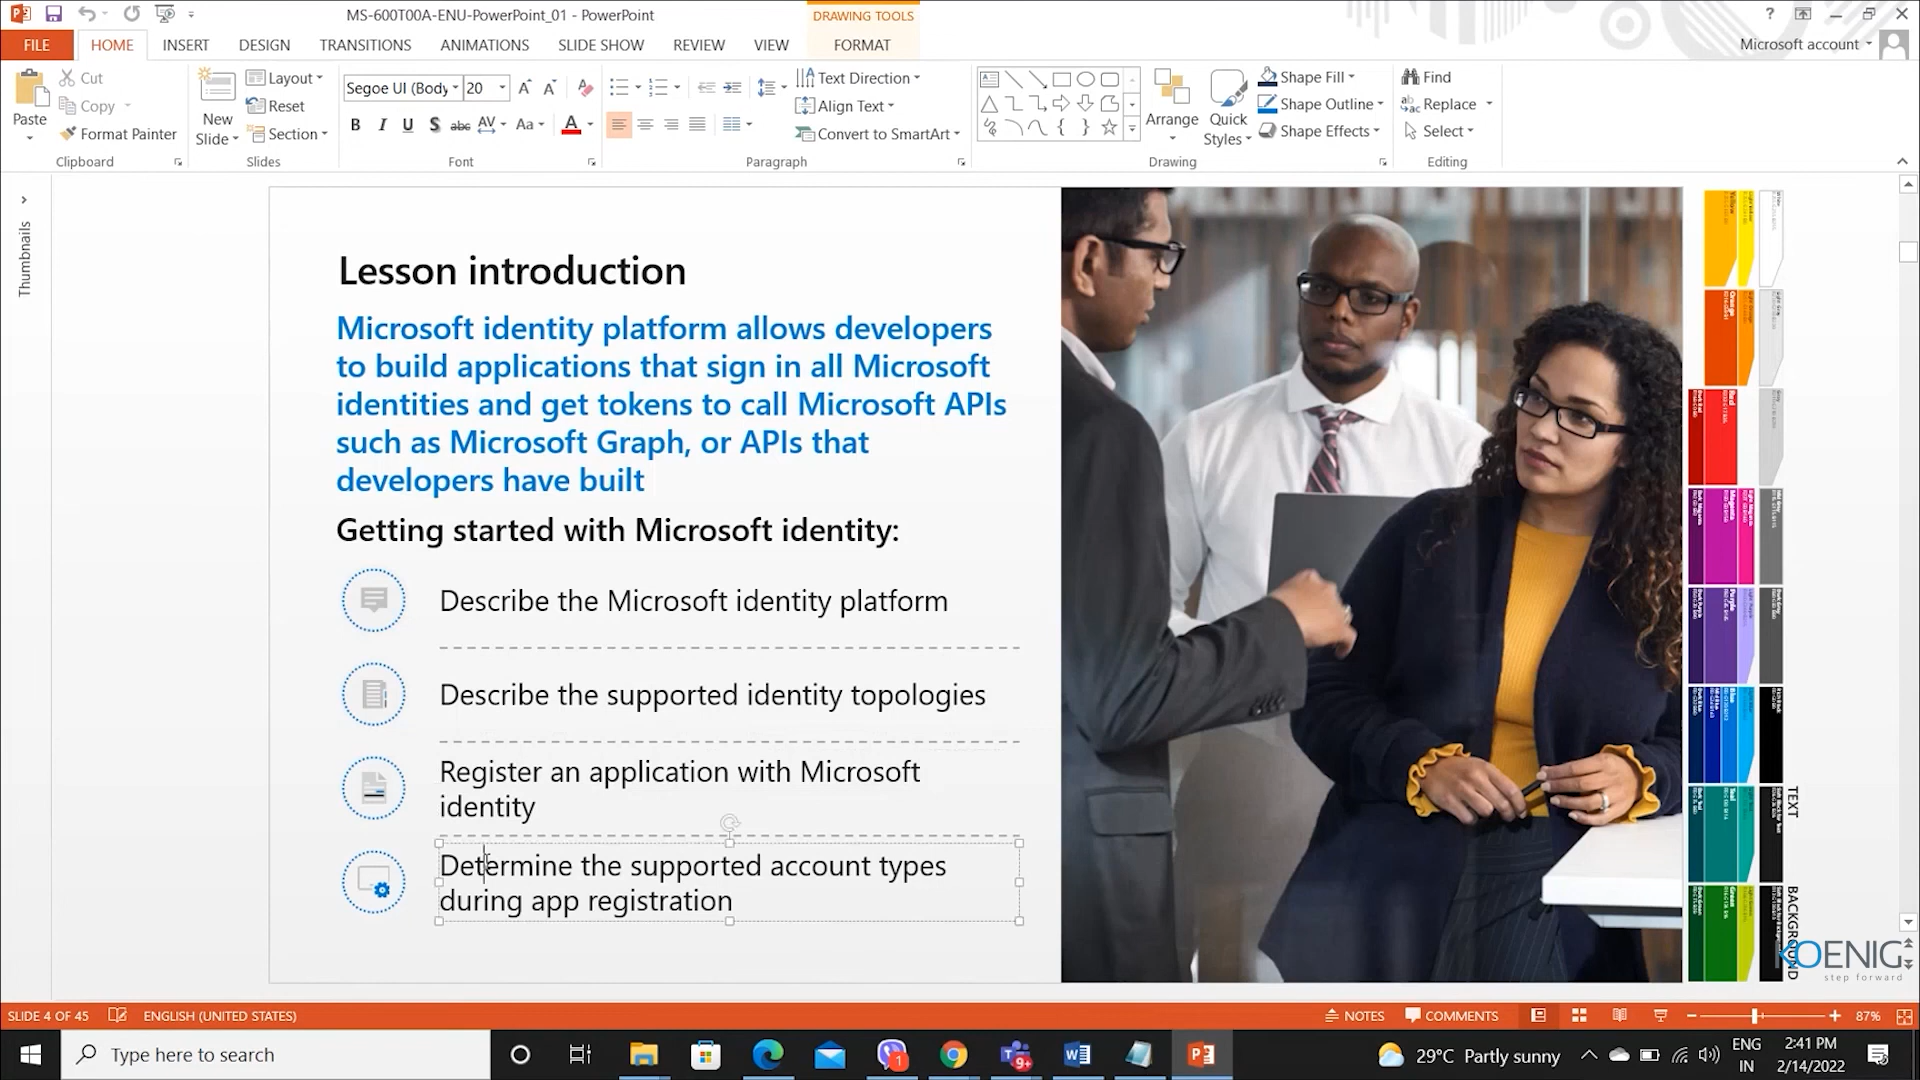 MS-600T00A-ENU-PowerPoint_01 - PowerPoint
DRAWING TOOLS
?
FILE
HOME
INSERT
DESIGN
TRANSITIONS
ANIMATIONS
SLIDE SHOW
REVIEW
VIEW
FORMAT
Microsoft account
Paste
Cut
Copy
Format Painter
Clipboard
New
Slide
Layout
Reset
Section
Slides
Segoe UI (Body
20
Font
Text Direction
Align Text
Convert to SmartArt
Paragraph
Arrange
Quick
Styles
Shape Fill
Shape Outline
Shape Effects
Drawing
Find
Replace
Select
Editing
Thumbnails
Lesson introduction
Microsoft identity platform allows developers
to build applications that sign in all Microsoft
identities and get tokens to call Microsoft APIs
such as Microsoft Graph, or APIs that
developers have built
Getting started with Microsoft identity:
Describe the Microsoft identity platform
Describe the supported identity topologies
Register an application with Microsoft
identity
Determine the supported account types
during app registration
TEXT
BACKGROUND
KOENIG
step forward
SLIDE 4 OF 45
ENGLISH (UNITED STATES)
NOTES
COMMENTS
87%
Type here to search
1
9+
29°C Partly sunny
ENG
IN
2:41 PM
2/14/2022